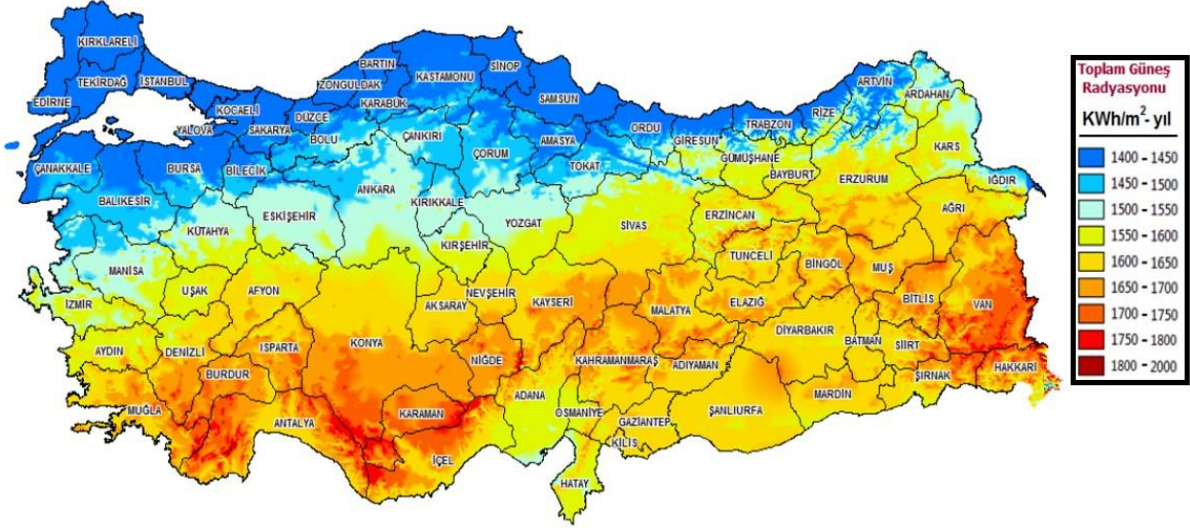 KIRKLARELİ
TEKİRDAĞ
İSTANBUL
EDİRNE
KOCAELİ
YALOVA
SAKARYA
DÜZCE
BOLU
ZONGULDAK
BARTIN
KARABÜK
KASTAMONU
SİNOP
SAMSUN
ÇANKIRI
ÇORUM
AMASYA
TOKAT
ORDU
GİRESUN
TRABZON
RİZE
ARTVİN
ARDAHAN
KARS
IĞDIR
GÜMÜŞHANE
BAYBURT
ERZURUM
AĞRI
ÇANAKKALE
BURSA
BİLECİK
BALIKESİR
KÜTAHYA
ESKİŞEHİR
ANKARA
KIRIKKALE
YOZGAT
KIRŞEHİR
SİVAS
ERZİNCAN
TUNCELİ
BİNGÖL
MUŞ
BİTLİS
VAN
MANİSA
İZMİR
UŞAK
AFYON
AKSARAY
NEVŞEHİR
KAYSERİ
MALATYA
ELAZIĞ
DİYARBAKIR
BATMAN
SİİRT
ŞIRNAK
HAKKARİ
AYDIN
DENİZLİ
ISPARTA
BURDUR
KONYA
NİĞDE
KAHRAMANMARAŞ
ADIYAMAN
MARDİN
MUĞLA
ANTALYA
KARAMAN
İÇEL
ADANA
OSMANİYE
GAZİANTEP
KİLİS
ŞANLIURFA
HATAY
Toplam Güneş
Radyasyonu
KWh/m²- yıl
1400 - 1450
1450 - 1500
1500 - 1550
1550 - 1600
1600 - 1650
1650 - 1700
1700 - 1750
1750 - 1800
1800 - 2000